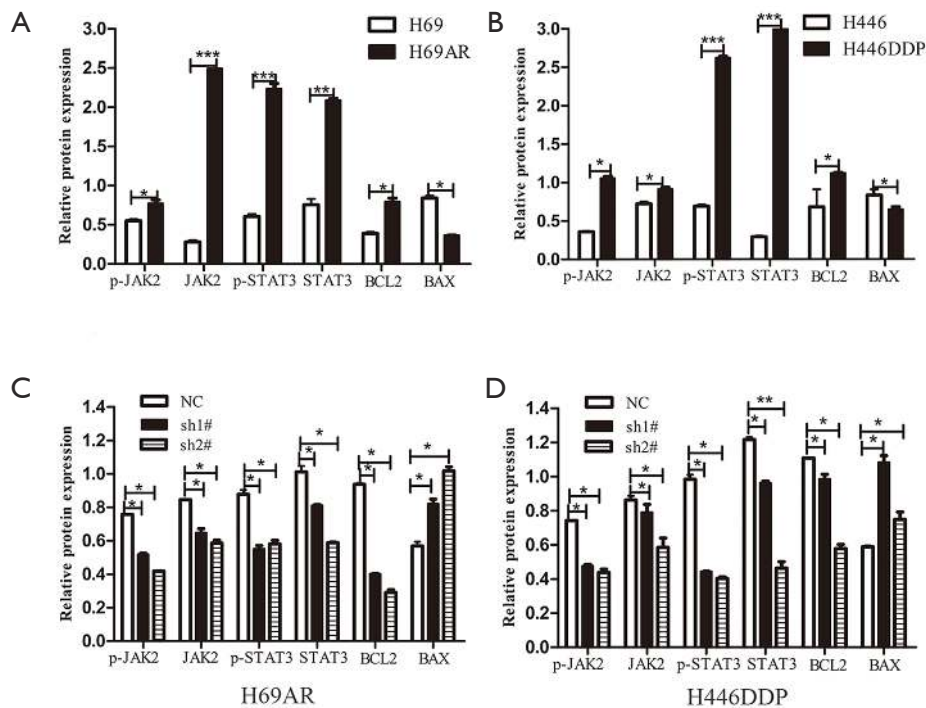 A
H69
H69AR
***
***
**
*
*
*
Relative protein expression
3.0
2.5
2.0
1.5
1.0
0.5
0.0
p-JAK2 JAK2 p-STAT3 STAT3 BCL2 BAX
B
H446
H446DDP
***
***
*
*
*
*
Relative protein expression
3.0
2.5
2.0
1.5
1.0
0.5
0.0
p-JAK2 JAK2 p-STAT3 STAT3 BCL2 BAX
C
NC
sh1#
sh2#
* * * * * *
* * * * * *
Relative protein expression
1.4
1.2
1.0
0.8
0.6
0.4
0.2
0.0
p-JAK2 JAK2 p-STAT3 STAT3 BCL2 BAX
H69AR
D
NC
sh1#
sh2#
* * * ** * *
* * * * * *
Relative protein expression
1.4
1.2
1.0
0.8
0.6
0.4
0.2
0.0
p-JAK2 JAK2 p-STAT3 STAT3 BCL2 BAX
H446DDP